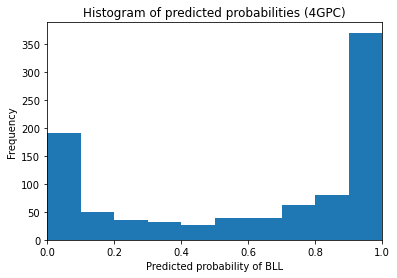 Histogram of predicted probabilities (4GPC)
350
300
250
200
150
100
50
0
Frequency
0.0 0.2 0.4 0.6 0.8 1.0
Predicted probability of BLL